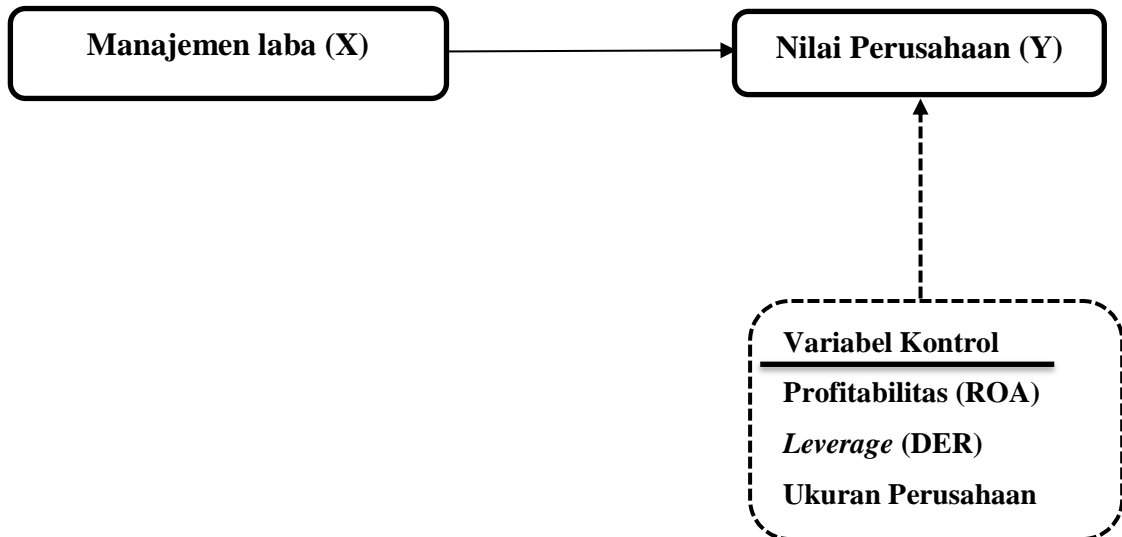 Manajemen laba (X)
Nilai Perusahaan (Y)
Variabel Kontrol
Profitabilitas (ROA)
Leverage (DER)
Ukuran Perusahaan